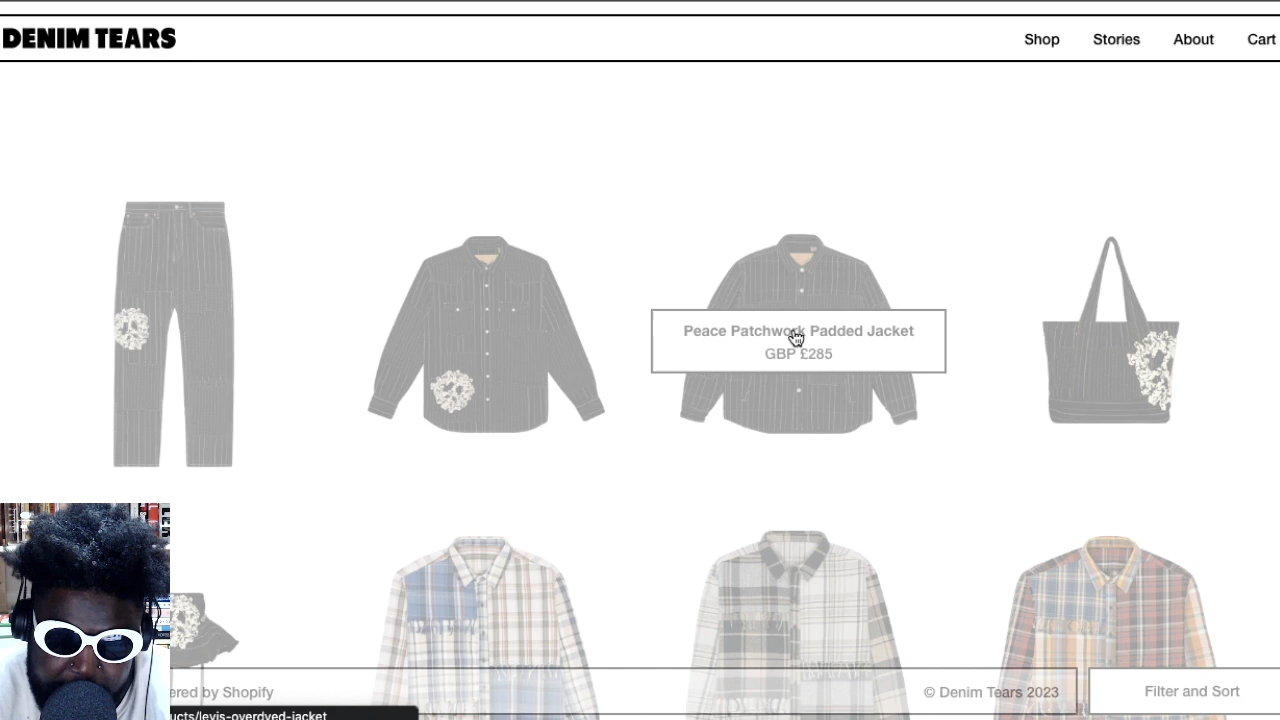 DENIM TEARS
Shop Stories About Cart
Peace Patchwork Padded Jacket
GBP £285
ered by Shopify
© Denim Tears 2023
Filter and Sort
ucts/levis-overdyed-jacket